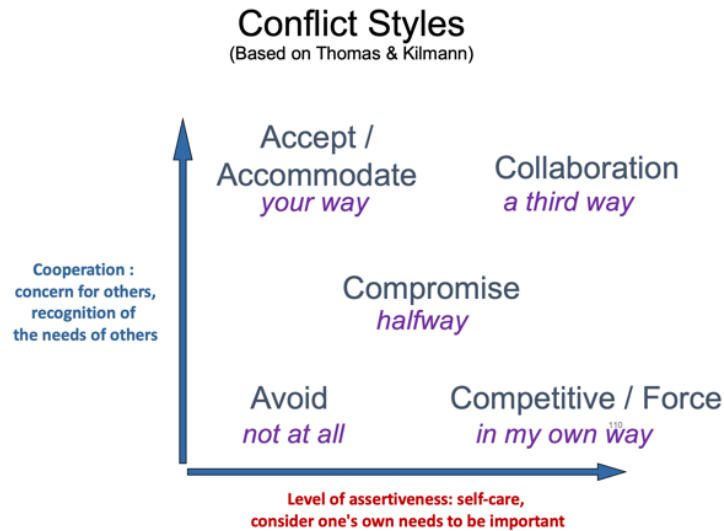 Conflict Styles
(Based on Thomas & Kilmann)
Accept /
Accommodate
your way
Collaboration
a third way
Cooperation :
concern for others,
recognition of
the needs of others
Compromise
halfway
Avoid
not at all
Competitive / Force
in my own way
110
Level of assertiveness: self-care,
consider one's own needs to be important